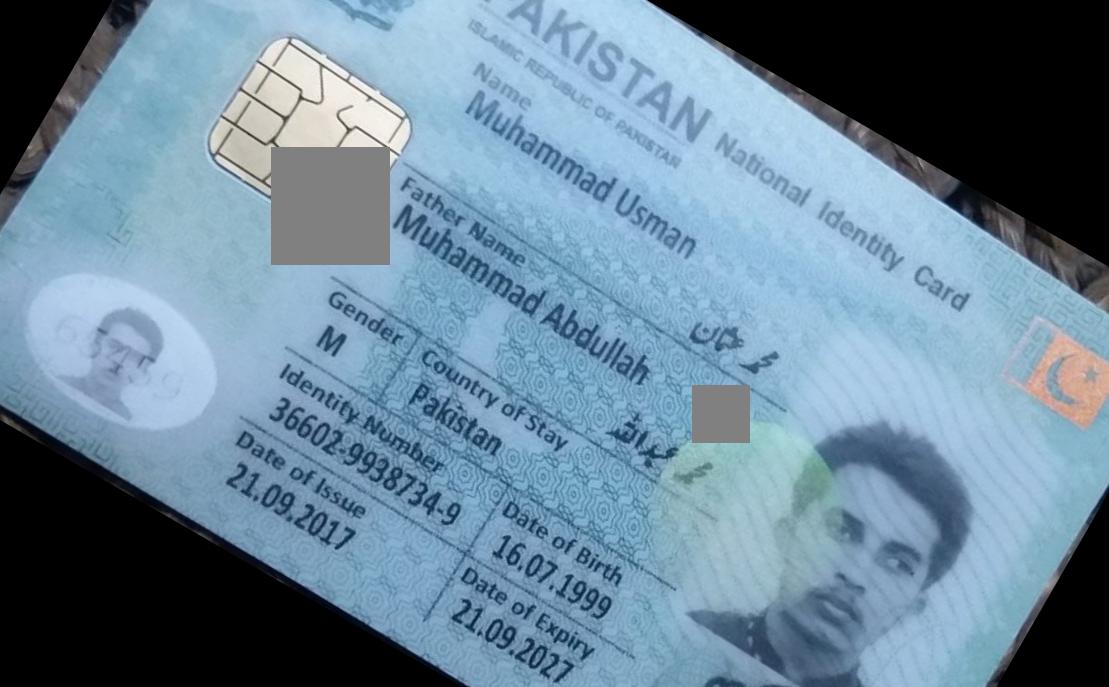 PAKISTAN National Identity Card
ISLAMIC REPUBLIC OF PAKISTAN
Name
Muhammad Usman
محمد عثمان
Father Name
Muhammad Abdullah
محمد عبداللہ
Gender
M
Country of Stay
Pakistan
Identity Number
36602-9938734-9
Date of Birth
16.07.1999
Date of Issue
21.09.2017
Date of Expiry
21.09.2027